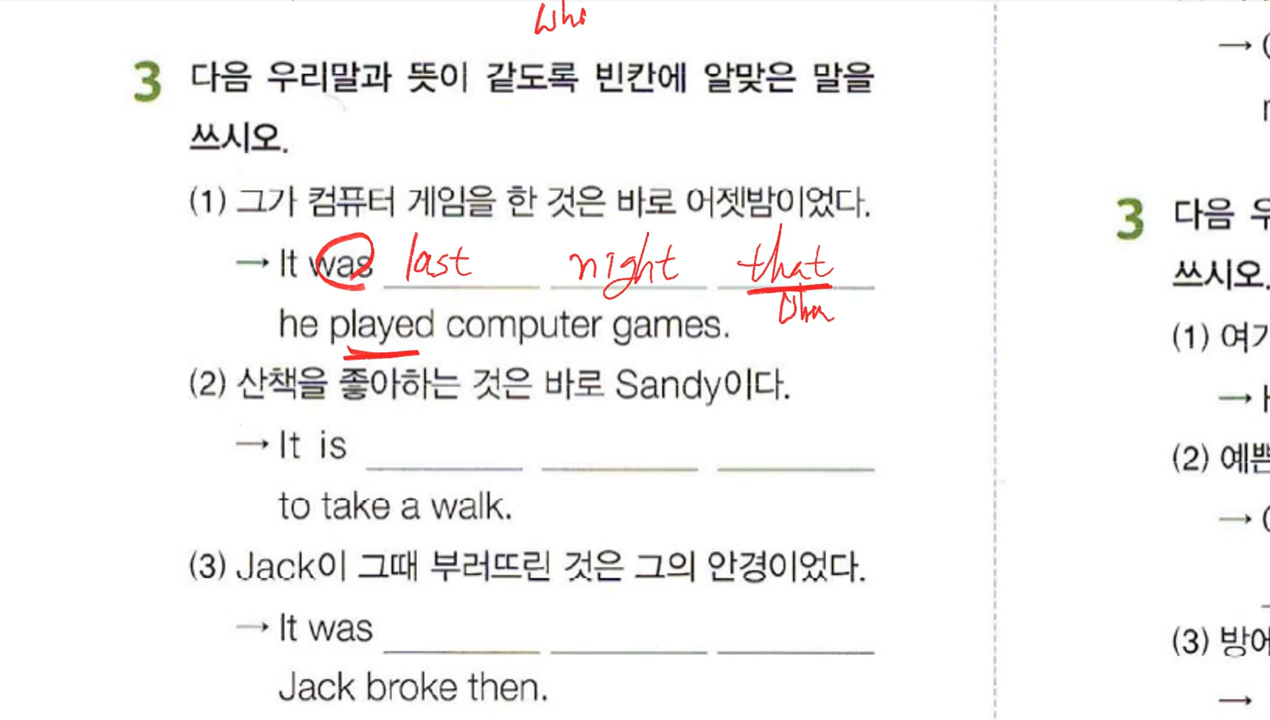 whe
3 다음 우리말과 뜻이 같도록 빈칸에 알맞은 말을
쓰시오.
(1) 그가 컴퓨터 게임을 한 것은 바로 어젯밤이었다.
→ It was last night that
when
he played computer games.
(2) 산책을 좋아하는 것은 바로 Sandy이다.
→ It is
to take a walk.
(3) Jack이 그때 부러뜨린 것은 그의 안경이었다.
→ It was
Jack broke then.
3 다음 우
쓰시오.
(1) 여기
(2) 예쁜
(3) 방에